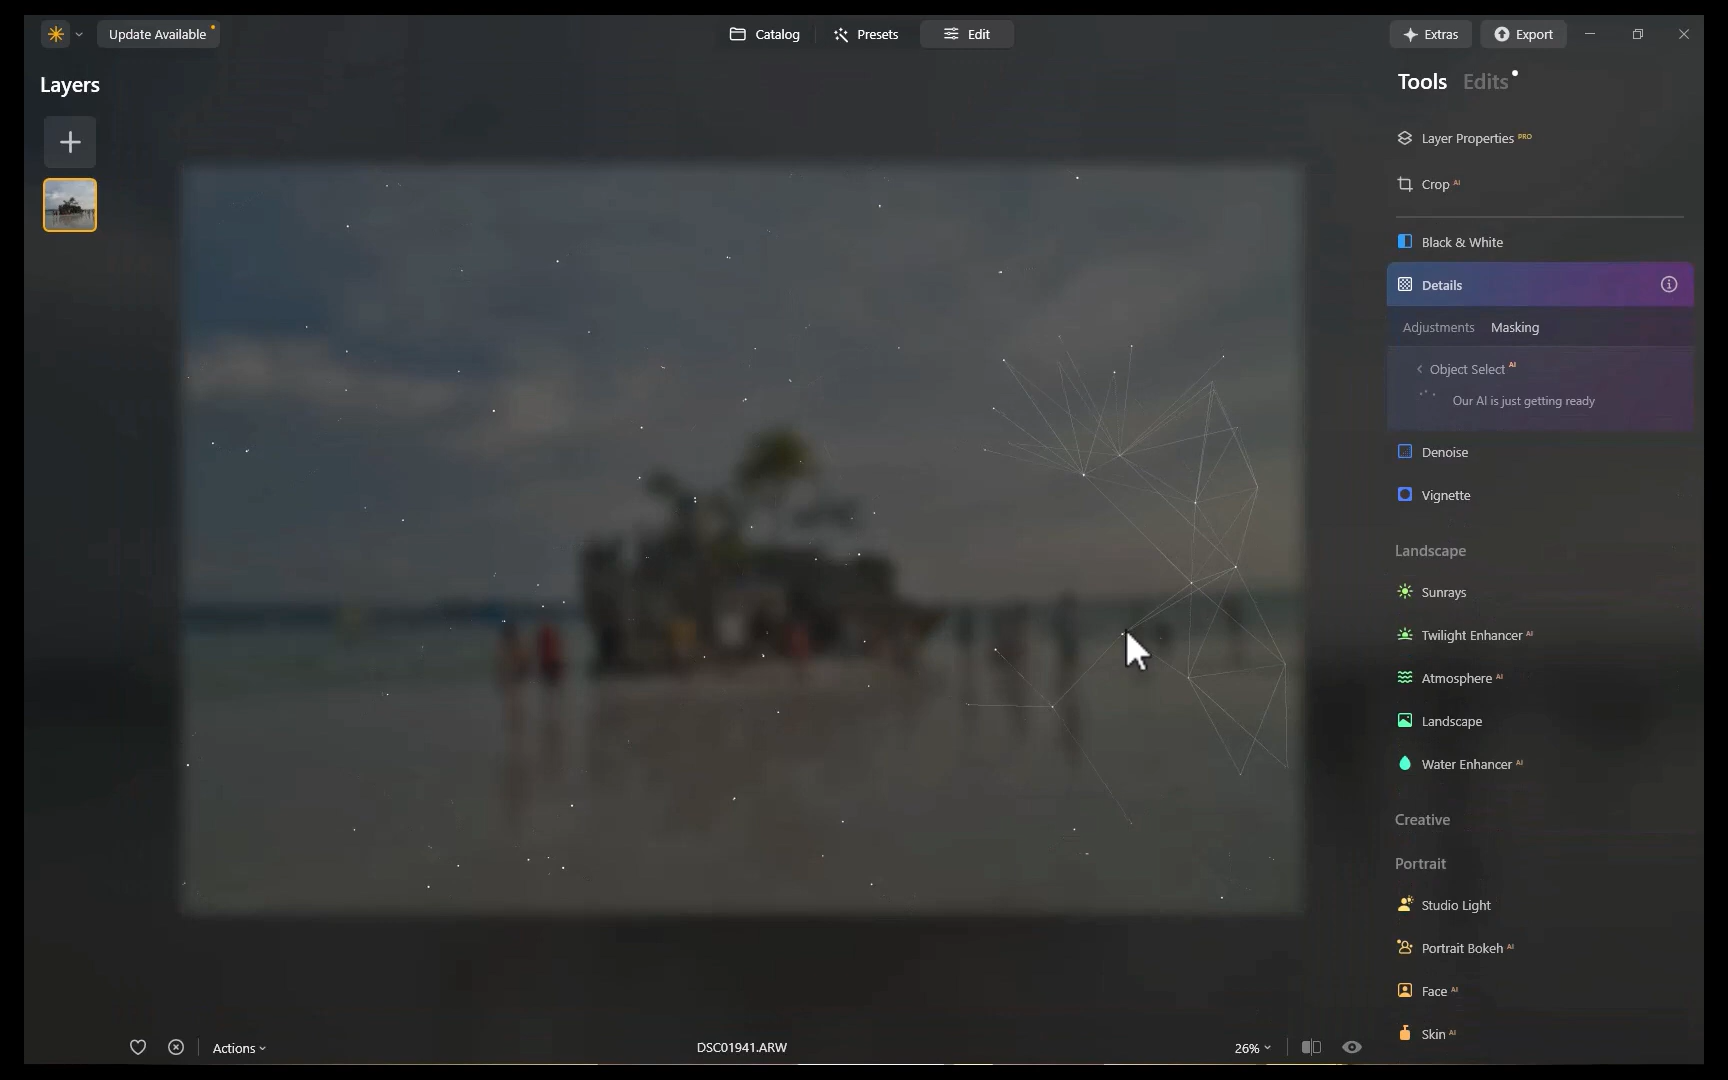 Update Available
Catalog
Presets
Edit
Extras
Export
Layers
Tools
Edits
Layer Properties PRO
Crop AI
Black & White
Details
Adjustments
Masking
Object Select AI
Our AI is just getting ready
Denoise
Vignette
Landscape
Sunrays
Twilight Enhancer AI
Atmosphere AI
Landscape
Water Enhancer AI
Creative
Portrait
Studio Light
Portrait Bokeh AI
Face AI
Skin AI
Actions
DSC01941.ARW
26%